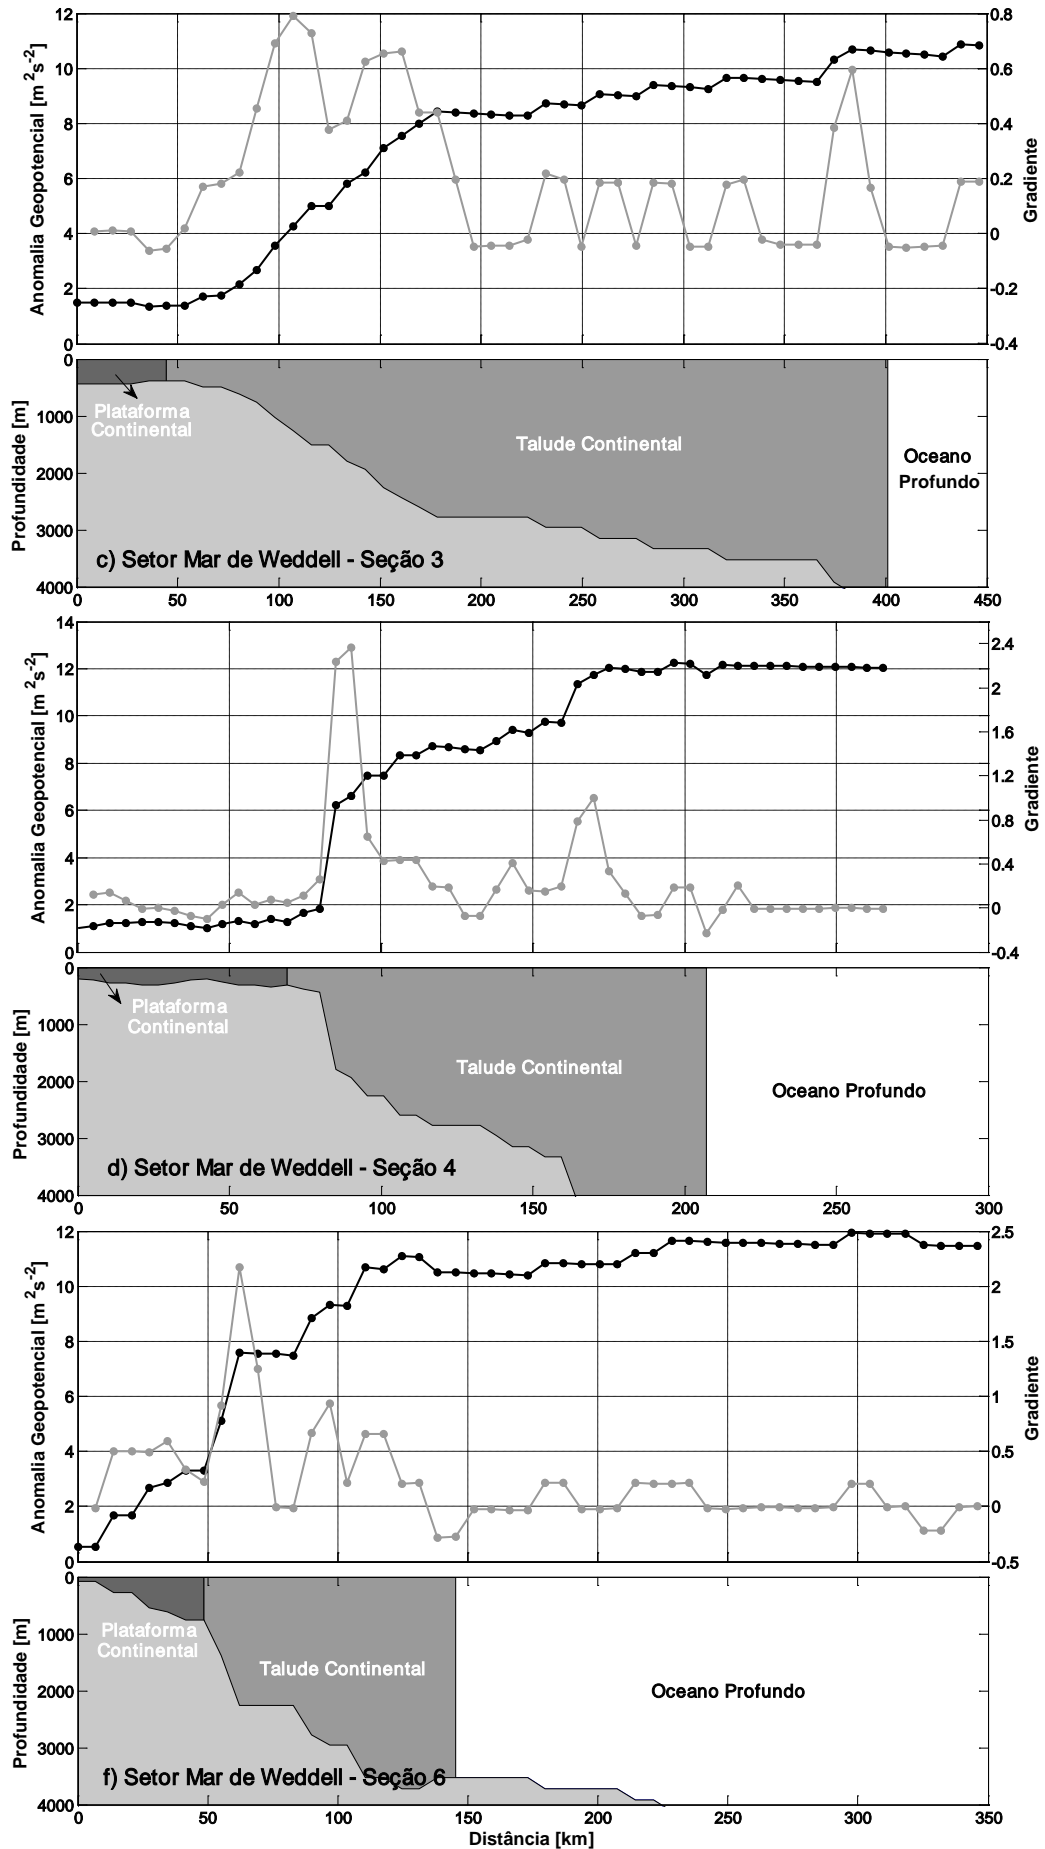 12
10
8
6
4
2
0
Anomalia Geopotencial [m²s⁻²]
0.8
0.6
0.4
0.2
0
-0.2
-0.4
Gradiente
0
1000
2000
3000
4000
Profundidade [m]
Plataforma
Continental
Talude Continental
Oceano
Profundo
c) Setor Mar de Weddell - Seção 3
0 50 100 150 200 250 300 350 400 450
14
12
10
8
6
4
2
0
Anomalia Geopotencial [m²s⁻²]
2.4
2
1.6
1.2
0.8
0.4
0
-0.4
Gradiente
0
1000
2000
3000
4000
Profundidade [m]
Plataforma
Continental
Talude Continental
Oceano Profundo
d) Setor Mar de Weddell - Seção 4
0 50 100 150 200 250 300
12
10
8
6
4
2
0
Anomalia Geopotencial [m²s⁻²]
2.5
2
1.5
1
0.5
0
-0.5
Gradiente
0
1000
2000
3000
4000
Profundidade [m]
Plataforma
Continental
Talude Continental
Oceano Profundo
f) Setor Mar de Weddell - Seção 6
0 50 100 150 200 250 300 350
Distância [km]